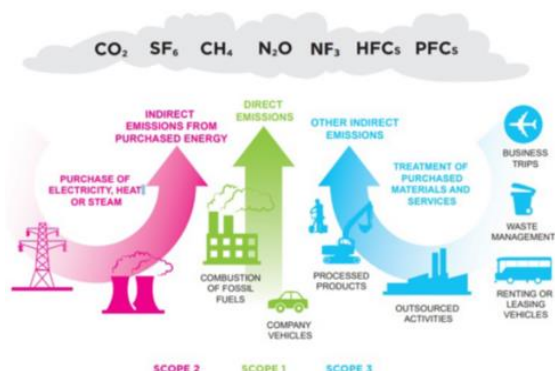 CO₂ SF₆ CH₄ N₂O NF₃ HFCs PFCs
INDIRECT
EMISSIONS FROM
PURCHASED ENERGY
DIRECT
EMISSIONS
OTHER INDIRECT
EMISSIONS
PURCHASE OF
ELECTRICITY, HEAT
OR STEAM
TREATMENT OF
PURCHASED
MATERIALS AND
SERVICES
BUSINESS
TRIPS
WASTE
MANAGEMENT
COMBUSTION
OF FOSSIL
FUELS
COMPANY
VEHICLES
PROCESSED
PRODUCTS
OUTSOURCED
ACTIVITIES
RENTING OR
LEASING
VEHICLES
SCOPE 2 SCOPE 1 SCOPE 3